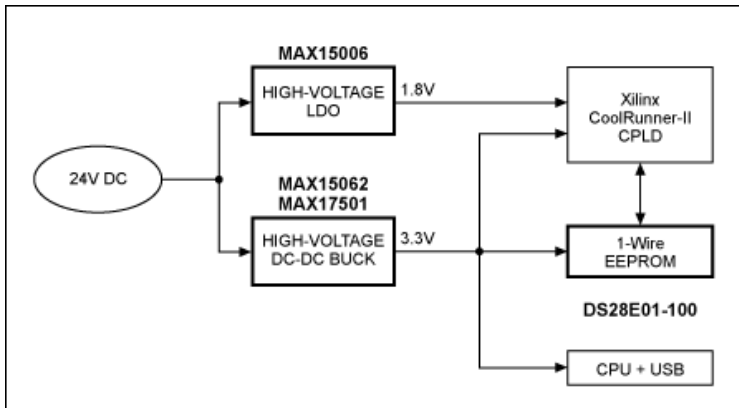 MAX15006
HIGH-VOLTAGE
LDO
1.8V
Xilinx
CoolRunner-II
CPLD
24V DC
MAX15062
MAX17501
HIGH-VOLTAGE
DC-DC BUCK
3.3V
1-Wire
EEPROM
DS28E01-100
CPU + USB